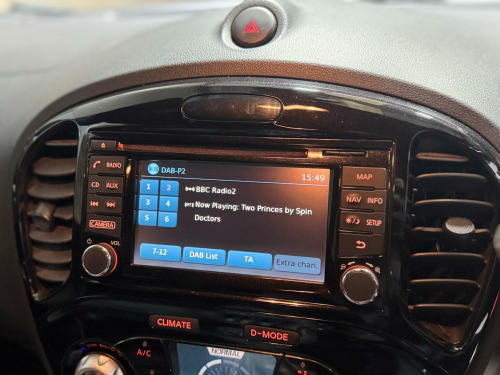 DAB-P2
15:49
1 2
3 4
5 6
BBC Radio2
Now Playing: Two Princes by Spin
Doctors
7-12
DAB List
TA
Extra chan.
RADIO
CD AUX
CAMERA
VOL
MAP
NAV INFO
SETUP
CLIMATE
D-MODE
A/C
NORMAL